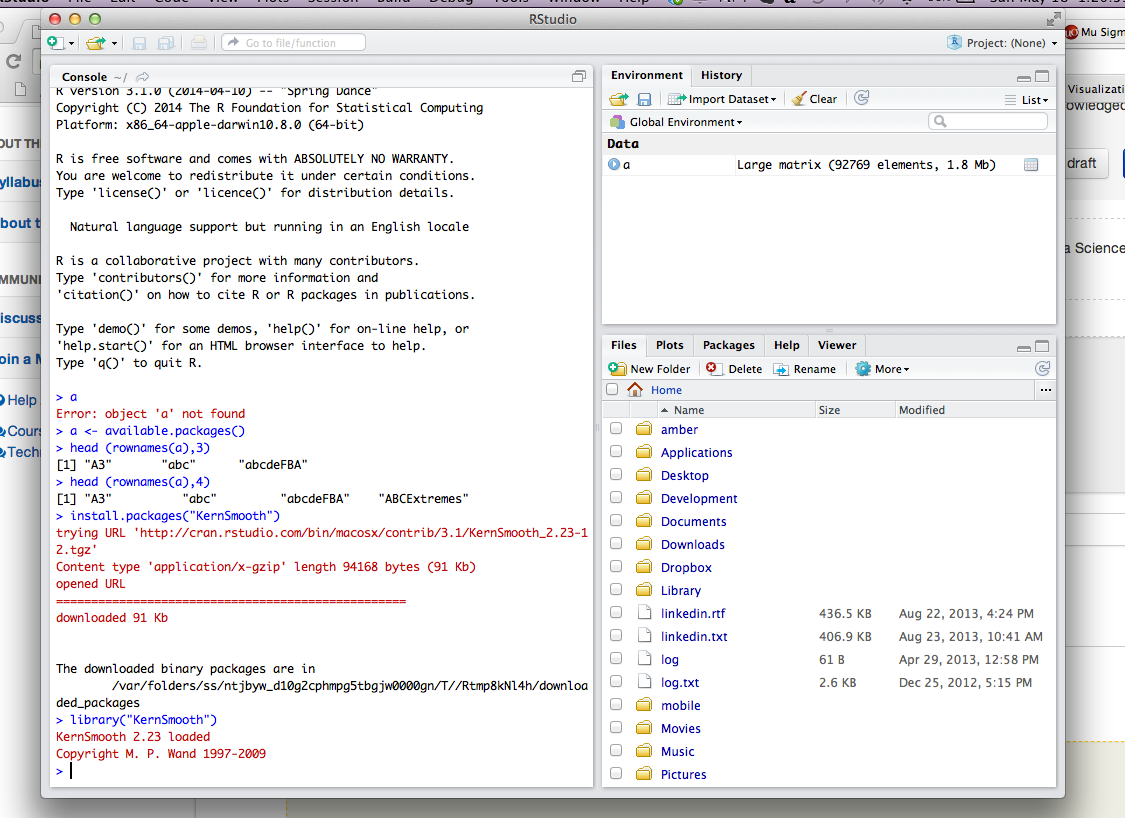 RStudio
Go to file/function
Project: (None)
Console ~/
R version 3.1.0 (2014-04-10) -- "Spring Dance"
Copyright (C) 2014 The R Foundation for Statistical Computing
Platform: x86_64-apple-darwin10.8.0 (64-bit)
R is free software and comes with ABSOLUTELY NO WARRANTY.
You are welcome to redistribute it under certain conditions.
Type 'license()' or 'licence()' for distribution details.
Natural language support but running in an English locale
R is a collaborative project with many contributors.
Type 'contributors()' for more information and
'citation()' on how to cite R or R packages in publications.
Type 'demo()' for some demos, 'help()' for on-line help, or
'help.start()' for an HTML browser interface to help.
Type 'q()' to quit R.
> a
Error: object 'a' not found
> a <- available.packages()
> head (rownames(a),3)
[1] "A3" "abc" "abcdeFBA"
> head (rownames(a),4)
[1] "A3" "abc" "abcdeFBA" "ABCExtremes"
> install.packages("KernSmooth")
trying URL 'http://cran.rstudio.com/bin/macosx/contrib/3.1/KernSmooth_2.23-1
2.tgz'
Content type 'application/x-gzip' length 94168 bytes (91 Kb)
opened URL
==================================================
downloaded 91 Kb
The downloaded binary packages are in
/var/folders/ss/ntjbyw_d10g2cphmpg5tbgjw0000gn/T//Rtmp8kNl4h/downloa
ded_packages
> library("KernSmooth")
KernSmooth 2.23 loaded
Copyright M. P. Wand 1997-2009
>
Environment History
Import Dataset Clear List
Global Environment
Data
a Large matrix (92769 elements, 1.8 Mb)
Files Plots Packages Help Viewer
New Folder Delete Rename More
Home ...
Name Size Modified
amber
Applications
Desktop
Development
Documents
Downloads
Dropbox
Library
linkedin.rtf 436.5 KB Aug 22, 2013, 4:24 PM
linkedin.txt 406.9 KB Aug 23, 2013, 10:41 AM
log 61 B Apr 29, 2013, 12:58 PM
log.txt 2.6 KB Dec 25, 2012, 5:15 PM
mobile
Movies
Music
Pictures
Mu Sigm
Visualizati
owledged
draft
a Science
OUT TH
yllabus
bout t
MMUNI
iscuss
oin a M
Help
Cours
Techn